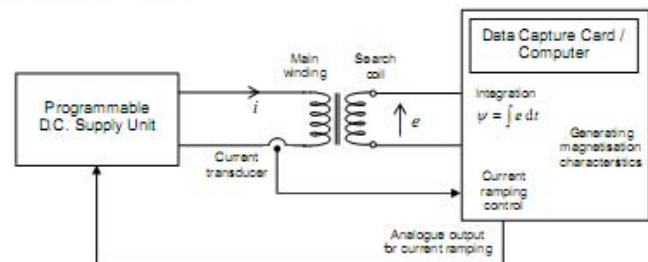 Data Capture Card /
Computer
Main
winding
Search
coil
Programmable
D.C. Supply Unit
i
e
Integration
ψ = ∫ e dt
Generating
magnetisation
characterstics
Current
transducer
Current
ramping
control
Analogue output
for current ramping